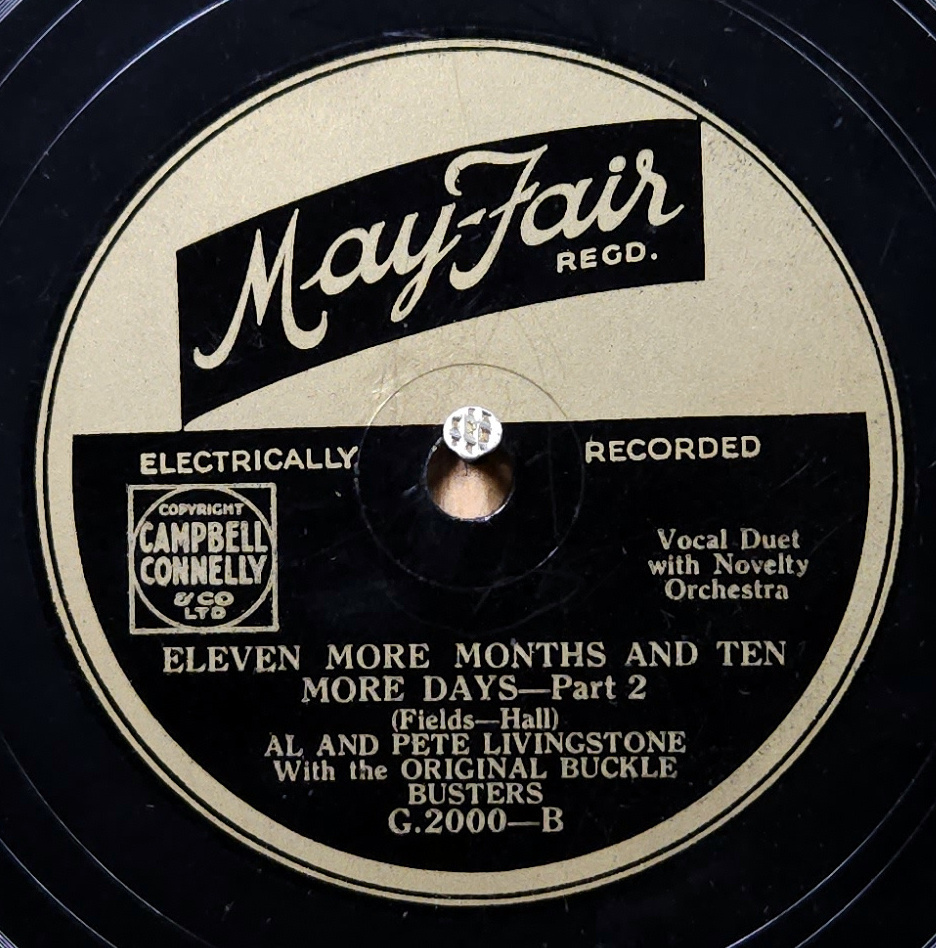 May-Fair
REGD.
ELECTRICALLY RECORDED
COPYRIGHT
CAMPBELL
CONNELLY
& CO
LTD
Vocal Duet
with Novelty
Orchestra
ELEVEN MORE MONTHS AND TEN
MORE DAYS—Part 2
(Fields—Hall)
AL AND PETE LIVINGSTONE
With the ORIGINAL BUCKLE
BUSTERS
G.2000—B